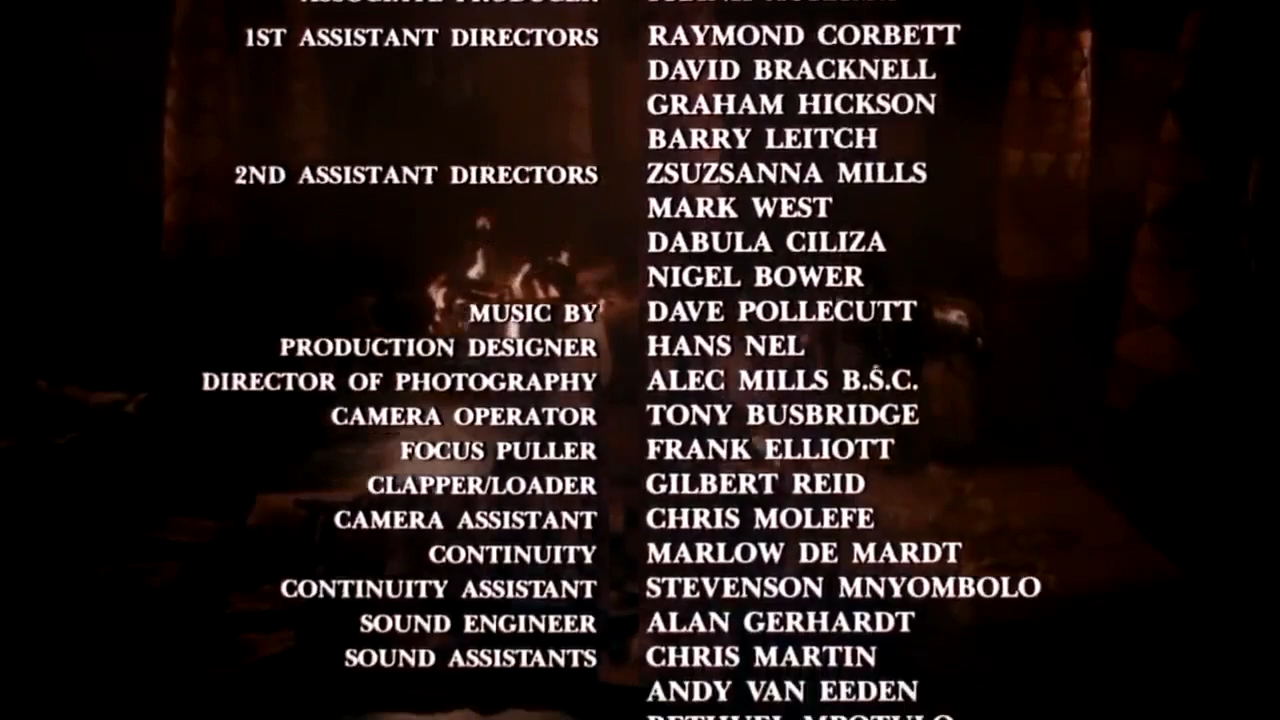 ASSOCIATE PRODUCER
1ST ASSISTANT DIRECTORS RAYMOND CORBETT
DAVID BRACKNELL
GRAHAM HICKSON
BARRY LEITCH
2ND ASSISTANT DIRECTORS ZSUZSANNA MILLS
MARK WEST
DABULA CILIZA
NIGEL BOWER
MUSIC BY DAVE POLLECUTT
PRODUCTION DESIGNER HANS NEL
DIRECTOR OF PHOTOGRAPHY ALEC MILLS B.S.C.
CAMERA OPERATOR TONY BUSBRIDGE
FOCUS PULLER FRANK ELLIOTT
CLAPPER/LOADER GILBERT REID
CAMERA ASSISTANT CHRIS MOLEFE
CONTINUITY MARLOW DE MARDT
CONTINUITY ASSISTANT STEVENSON MNYOMBOLO
SOUND ENGINEER ALAN GERHARDT
SOUND ASSISTANTS CHRIS MARTIN
ANDY VAN EEDEN